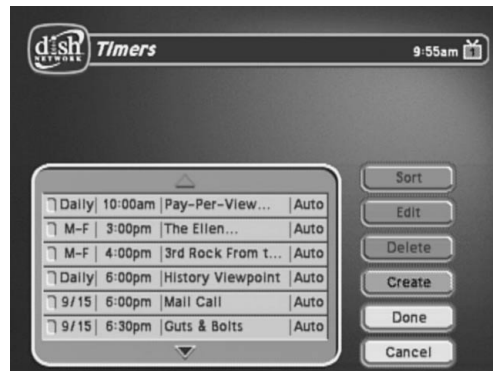 dish NETWORK
Timers
9:55am 1
Daily 10:00am Pay-Per-View... Auto
M-F 3:00pm The Ellen... Auto
M-F 4:00pm 3rd Rock From t... Auto
Daily 6:00pm History Viewpoint Auto
9/15 6:00pm Mail Call Auto
9/15 6:30pm Guts & Bolts Auto
Sort
Edit
Delete
Create
Done
Cancel